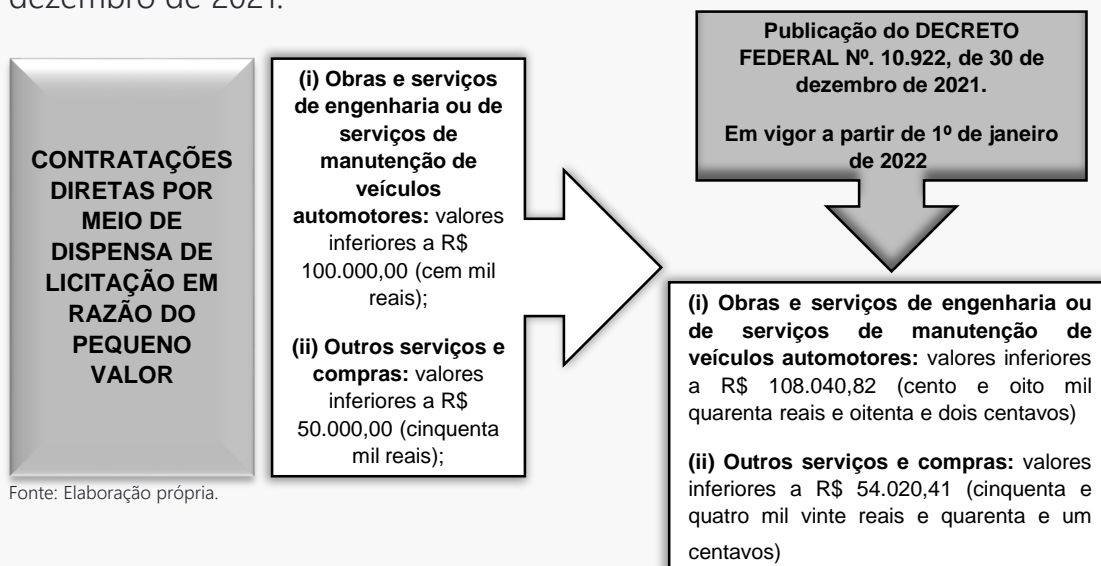 dezembro de 2021.
CONTRATAÇÕES
DIRETAS POR
MEIO DE
DISPENSA DE
LICITAÇÃO EM
RAZÃO DO
PEQUENO
VALOR
(i) Obras e serviços
de engenharia ou de
serviços de
manutenção de
veículos
automotores: valores
inferiores a R$
100.000,00 (cem mil
reais);
(ii) Outros serviços e
compras: valores
inferiores a R$
50.000,00 (cinquenta
mil reais);
Publicação do DECRETO
FEDERAL Nº. 10.922, de 30 de
dezembro de 2021.
Em vigor a partir de 1º de janeiro
de 2022
(i) Obras e serviços de engenharia ou
de serviços de manutenção de
veículos automotores: valores inferiores
a R$ 108.040,82 (cento e oito mil
quarenta reais e oitenta e dois centavos)
(ii) Outros serviços e compras: valores
inferiores a R$ 54.020,41 (cinquenta e
quatro mil vinte reais e quarenta e um
centavos)
Fonte: Elaboração própria.